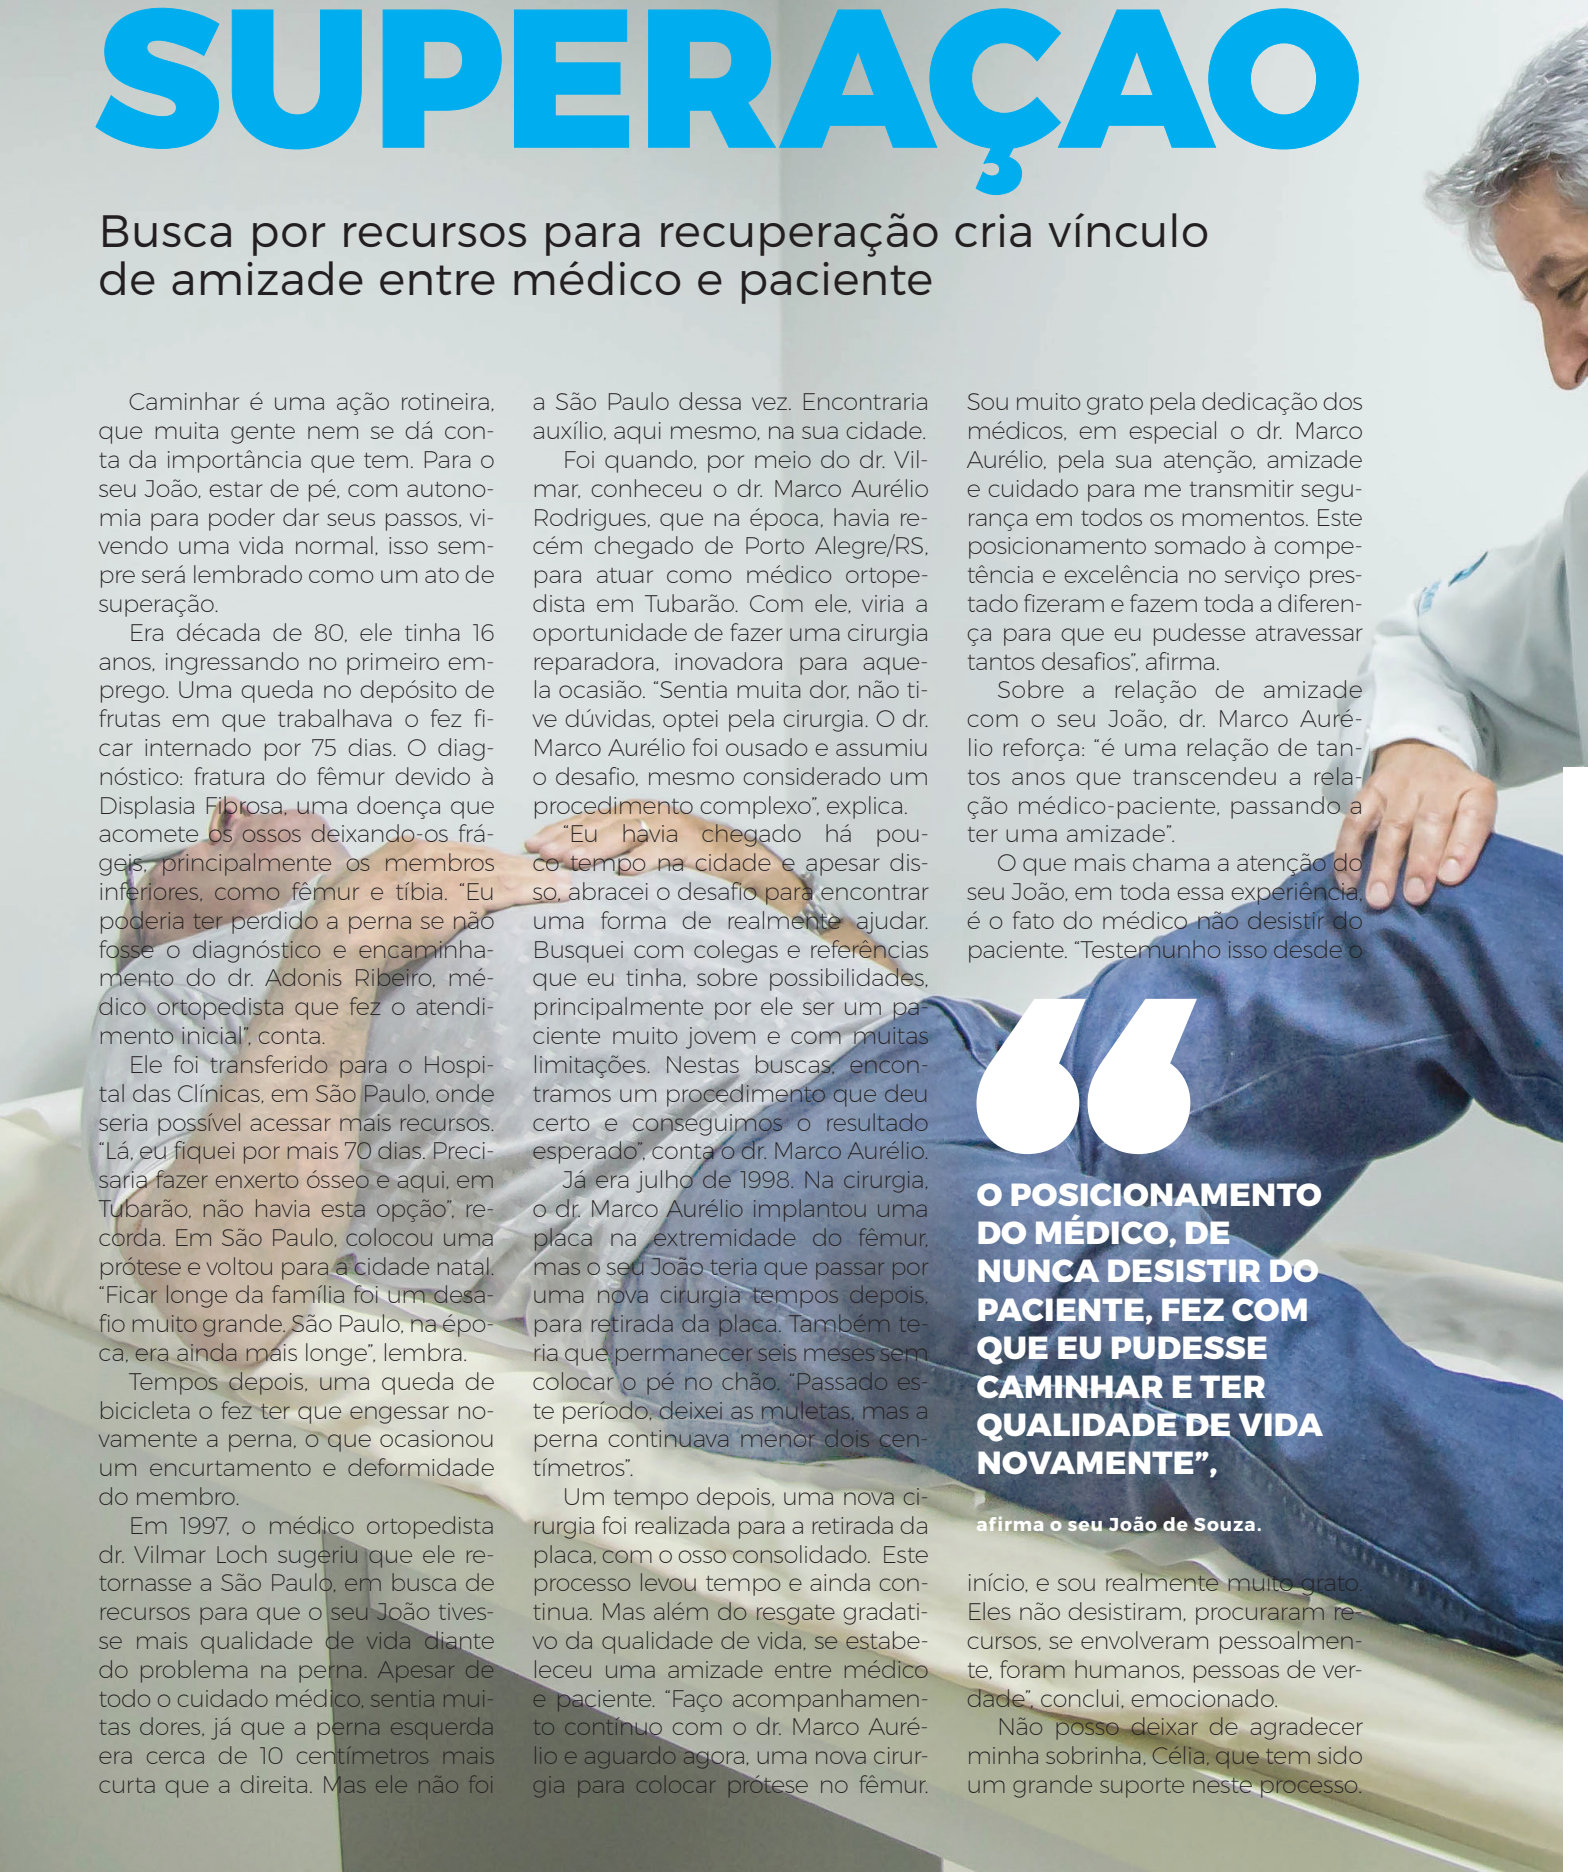 SUPERAÇAO
Busca por recursos para recuperação cria vínculo
de amizade entre médico e paciente
Caminhar é uma ação rotineira,
que muita gente nem se dá con-
ta da importância que tem. Para o
seu João, estar de pé, com autono-
mia para poder dar seus passos, vi-
vendo uma vida normal, isso sem-
pre será lembrado como um ato de
superação.
Era década de 80, ele tinha 16
anos, ingressando no primeiro em-
prego. Uma queda no depósito de
frutas em que trabalhava o fez fi-
car internado por 75 dias. O diag-
nóstico: fratura do fêmur devido à
Displasia Fibrosa, uma doença que
acomete os ossos deixando-os frá-
geis, principalmente os membros
inferiores, como fêmur e tíbia. “Eu
poderia ter perdido a perna se não
fosse o diagnóstico e encaminha-
mento do dr. Adonis Ribeiro, mé-
dico ortopedista que fez o atendi-
mento inicial”, conta.
Ele foi transferido para o Hospi-
tal das Clínicas, em São Paulo, onde
seria possível acessar mais recursos.
“Lá, eu fiquei por mais 70 dias. Preci-
saria fazer enxerto ósseo e aqui, em
Tubarão, não havia esta opção”, re-
corda. Em São Paulo, colocou uma
prótese e voltou para a cidade natal.
“Ficar longe da família foi um desa-
fio muito grande. São Paulo, na épo-
ca, era ainda mais longe”, lembra.
Tempos depois, uma queda de
bicicleta o fez ter que engessar no-
vamente a perna, o que ocasionou
um encurtamento e deformidade
do membro.
Em 1997, o médico ortopedista
dr. Vilmar Loch sugeriu que ele re-
tornasse a São Paulo, em busca de
recursos para que o seu João tives-
se mais qualidade de vida diante
do problema na perna. Apesar de
todo o cuidado médico, sentia mui-
tas dores, já que a perna esquerda
era cerca de 10 centímetros mais
curta que a direita. Mas ele não foi
a São Paulo dessa vez. Encontraria
auxílio, aqui mesmo, na sua cidade.
Foi quando, por meio do dr. Vil-
mar, conheceu o dr. Marco Aurélio
Rodrigues, que na época, havia re-
cém chegado de Porto Alegre/RS,
para atuar como médico ortope-
dista em Tubarão. Com ele, viria a
oportunidade de fazer uma cirurgia
reparadora, inovadora para aque-
la ocasião. “Sentia muita dor, não ti-
ve dúvidas, optei pela cirurgia. O dr.
Marco Aurélio foi ousado e assumiu
o desafio, mesmo considerado um
procedimento complexo”, explica.
“Eu havia chegado há pou-
co tempo na cidade e apesar dis-
so, abracei o desafio para encontrar
uma forma de realmente ajudar.
Busquei com colegas e referências
que eu tinha, sobre possibilidades,
principalmente por ele ser um pa-
ciente muito jovem e com muitas
limitações. Nestas buscas, encon-
tramos um procedimento que deu
certo e conseguimos o resultado
esperado”, conta o dr. Marco Aurélio.
Já era julho de 1998. Na cirurgia,
o dr. Marco Aurélio implantou uma
placa na extremidade do fêmur,
mas o seu João teria que passar por
uma nova cirurgia tempos depois,
para retirada da placa. Também te-
ria que permanecer seis meses sem
colocar o pé no chão. “Passado es-
te período, deixei as muletas, mas a
perna continuava menor dois cen-
tímetros”.
Um tempo depois, uma nova ci-
rurgia foi realizada para a retirada da
placa, com o osso consolidado. Este
processo levou tempo e ainda con-
tinua. Mas além do resgate gradati-
vo da qualidade de vida, se estabe-
leceu uma amizade entre médico
e paciente. “Faço acompanhamen-
to contínuo com o dr. Marco Auré-
lio e aguardo agora, uma nova cirur-
gia para colocar prótese no fêmur.
Sou muito grato pela dedicação dos
médicos, em especial o dr. Marco
Aurélio, pela sua atenção, amizade
e cuidado para me transmitir segu-
rança em todos os momentos. Este
posicionamento somado à compe-
tência e excelência no serviço pres-
tado fizeram e fazem toda a diferen-
ça para que eu pudesse atravessar
tantos desafios”, afirma.
Sobre a relação de amizade
com o seu João, dr. Marco Auré-
lio reforça: “é uma relação de tan-
tos anos que transcendeu a rela-
ção médico-paciente, passando a
ter uma amizade”.
O que mais chama a atenção do
seu João, em toda essa experiência,
é o fato do médico não desistir do
paciente. “Testemunho isso desde o
“
O POSICIONAMENTO
DO MÉDICO, DE
NUNCA DESISTIR DO
PACIENTE, FEZ COM
QUE EU PUDESSE
CAMINHAR E TER
QUALIDADE DE VIDA
NOVAMENTE”,
afirma o seu João de Souza.
início, e sou realmente muito grato.
Eles não desistiram, procuraram re-
cursos, se envolveram pessoalmen-
te, foram humanos, pessoas de ver-
dade”, conclui, emocionado.
Não posso deixar de agradecer
minha sobrinha, Célia, que tem sido
um grande suporte neste processo.